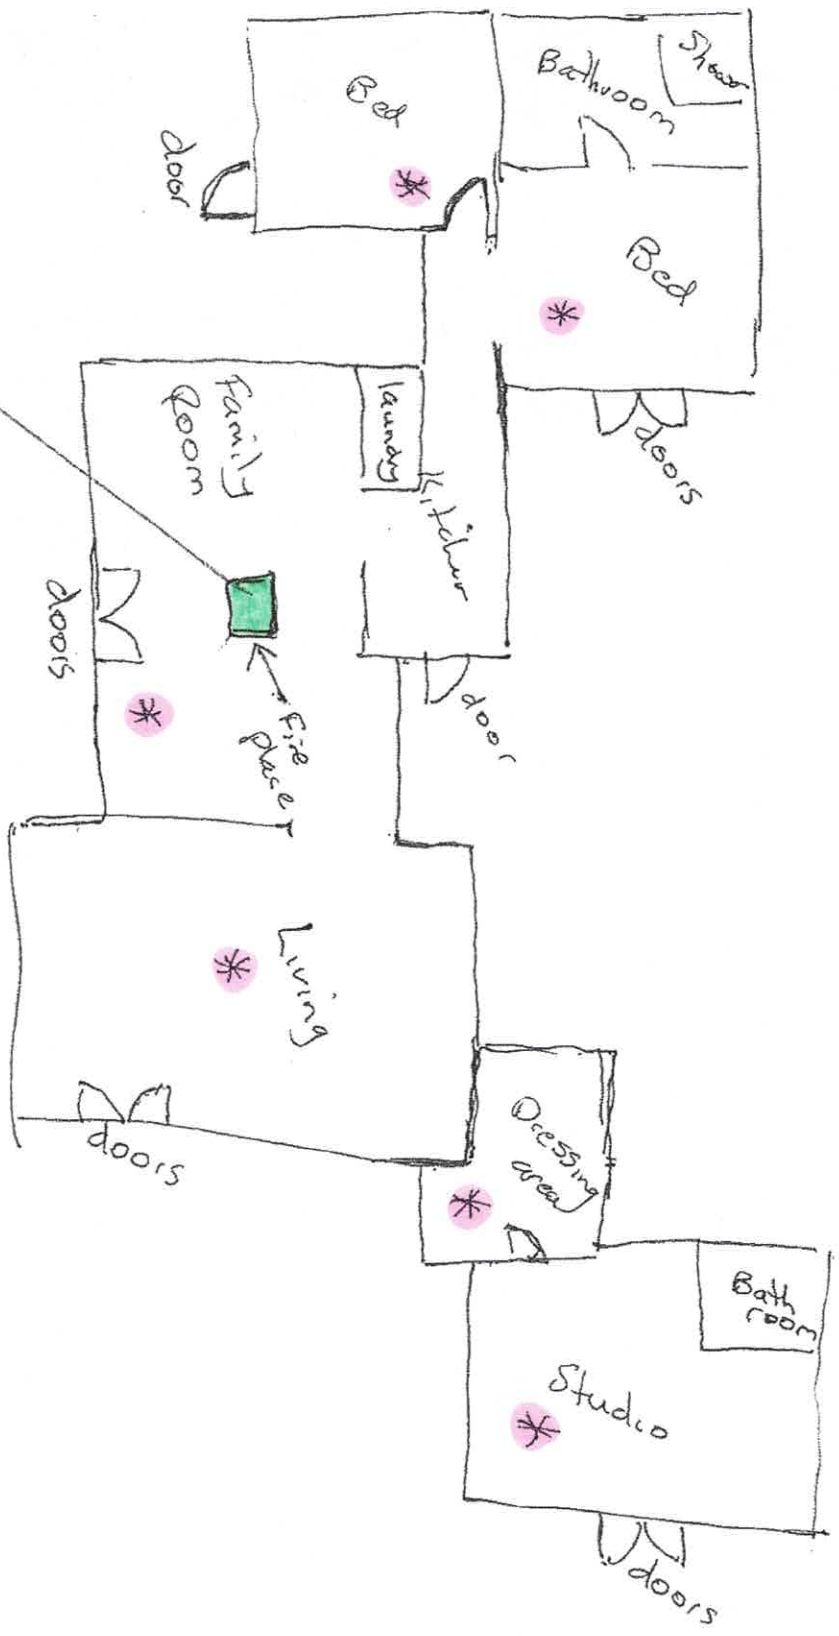 Bed
Bathroom
Shower
door
Bed
doors
Family
Room
laundry
Kitchen
doors
door
Fire
place
Living
doors
Dressing
area
Bath
room
Studio
doors